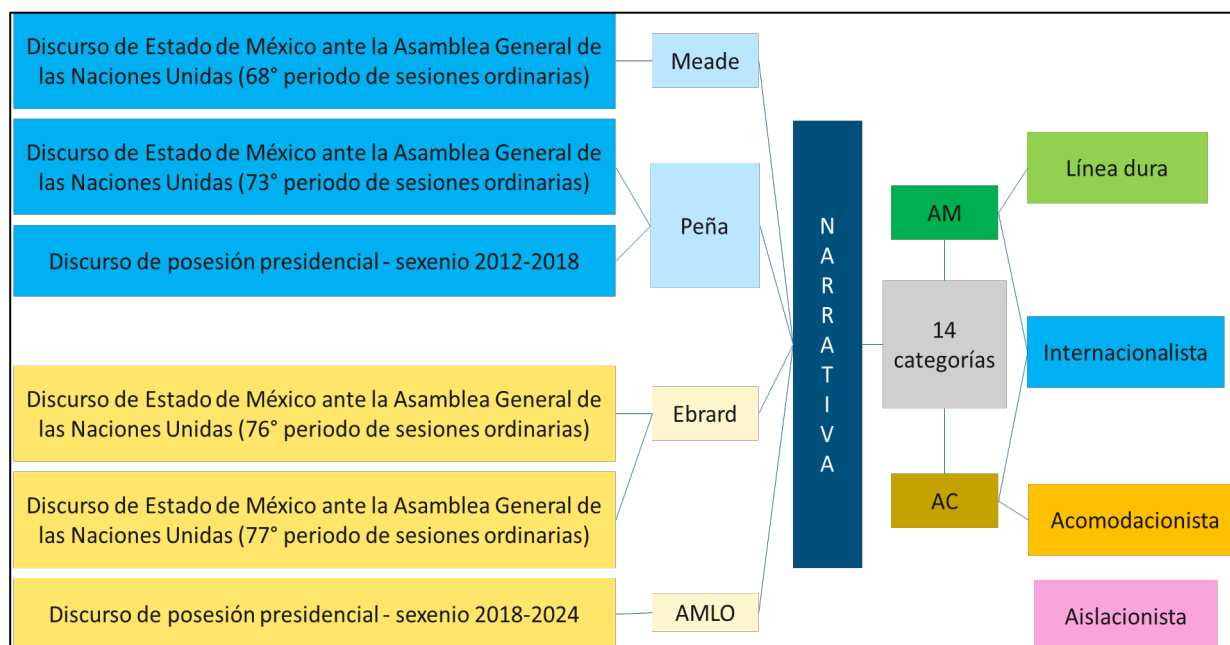 Discurso de Estado de México ante la Asamblea General de
las Naciones Unidas (68° periodo de sesiones ordinarias)
Meade
Discurso de Estado de México ante la Asamblea General de
las Naciones Unidas (73° periodo de sesiones ordinarias)
Peña
Discurso de posesión presidencial - sexenio 2012-2018
Discurso de Estado de México ante la Asamblea General de
las Naciones Unidas (76° periodo de sesiones ordinarias)
Ebrard
Discurso de Estado de México ante la Asamblea General de
las Naciones Unidas (77° periodo de sesiones ordinarias)
Discurso de posesión presidencial - sexenio 2018-2024
AMLO
N
A
R
R
A
T
I
V
A
AM
14
categorías
AC
Línea dura
Internacionalista
Acomodacionista
Aislacionista